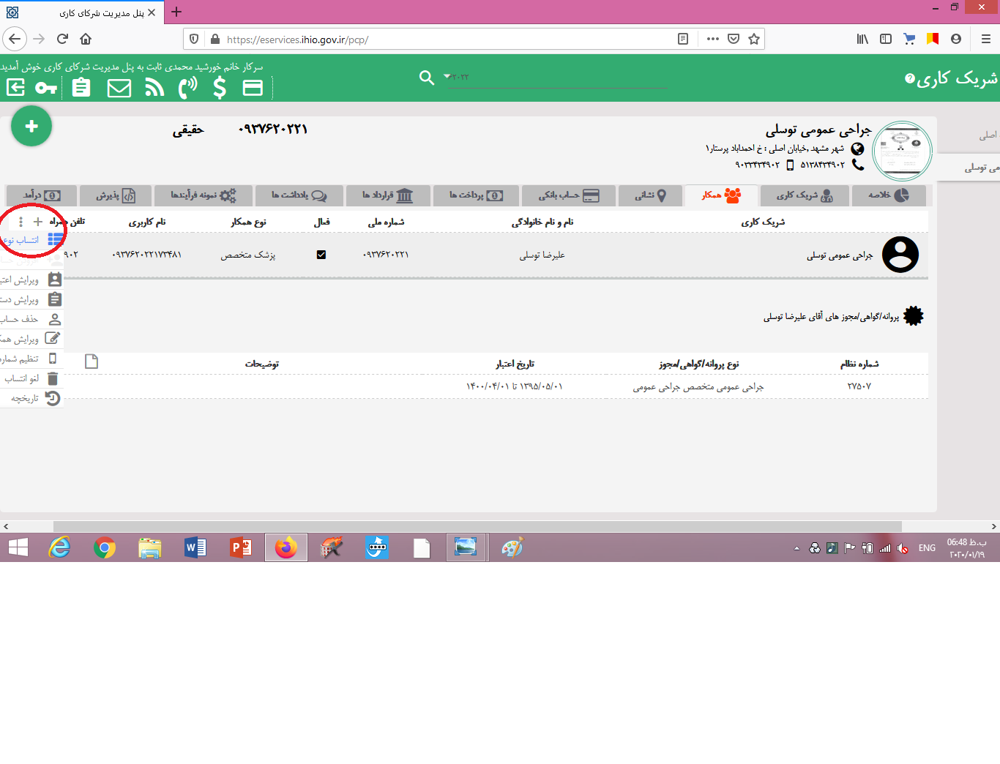 پنل مدیریت شرکای کاری
https://eservices.ihio.gov.ir/pcp/
سرکار خانم خورشید محمدی ثابت به پنل مدیریت شرکای کاری خوش آمدید
شریک کاری
۲۰۲۲
اصلی
جراحی عمومی توسلی
۰۹۳۷۶۲۰۲۲۱
حقیقی
شهر مشهد ,خیابان اصلی : خ احمداباد پرستار۱
۵۱۳۸۴۳۴۹۰۲ ۹۰۳۳۴۳۴۹۰۲
می توسلی
خلاصه شریک کاری همکار نشانی حساب بانکی پرداخت ها قرارداد ها یادداشت ها نمونه فرآیندها پذیرش درآمد
شریک کاری نام و نام خانوادگی شماره ملی فعال نوع همکار نام کاربری تلفن همراه
جراحی عمومی توسلی علیرضا توسلی ۰۹۳۷۶۲۰۲۲۱ پزشک متخصص ۰۹۳۷۶۲۰۲۲۱۷۳۴۸۱ ۹۰۲
انتساب نوع
ویرایش اعتب
ویرایش دست
حذف حساب
ویرایش همک
تنظیم شماره
لغو انتساب
تاریخچه
پروانه/گواهی/مجوز های آقای علیرضا توسلی
شماره نظام نوع پروانه/گواهی/مجوز تاریخ اعتبار توضیحات
۲۷۵۰۷ جراحی عمومی متخصص جراحی عمومی ۱۳۹۵/۰۵/۰۱ تا ۱۴۰۰/۰۴/۰۱
ENG
06:48 ب.ظ
۲۰۲۰/۰۱/۱۹